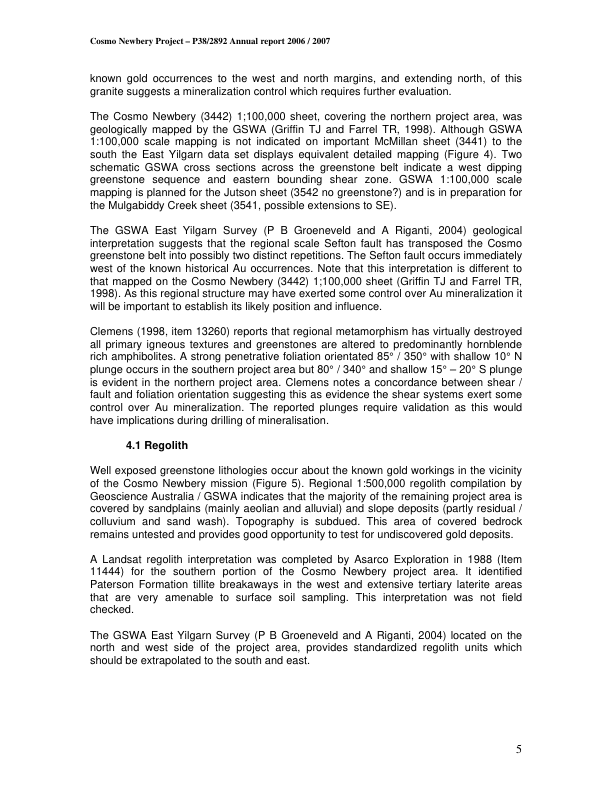 Cosmo Newbery Project – P38/2892 Annual report 2006 / 2007
known gold occurrences to the west and north margins, and extending north, of this
granite suggests a mineralization control which requires further evaluation.
The Cosmo Newbery (3442) 1;100,000 sheet, covering the northern project area, was
geologically mapped by the GSWA (Griffin TJ and Farrel TR, 1998). Although GSWA
1:100,000 scale mapping is not indicated on important McMillan sheet (3441) to the
south the East Yilgarn data set displays equivalent detailed mapping (Figure 4). Two
schematic GSWA cross sections across the greenstone belt indicate a west dipping
greenstone sequence and eastern bounding shear zone. GSWA 1:100,000 scale
mapping is planned for the Jutson sheet (3542 no greenstone?) and is in preparation for
the Mulgabiddy Creek sheet (3541, possible extensions to SE).
The GSWA East Yilgarn Survey (P B Groeneveld and A Riganti, 2004) geological
interpretation suggests that the regional scale Sefton fault has transposed the Cosmo
greenstone belt into possibly two distinct repetitions. The Sefton fault occurs immediately
west of the known historical Au occurrences. Note that this interpretation is different to
that mapped on the Cosmo Newbery (3442) 1;100,000 sheet (Griffin TJ and Farrel TR,
1998). As this regional structure may have exerted some control over Au mineralization it
will be important to establish its likely position and influence.
Clemens (1998, item 13260) reports that regional metamorphism has virtually destroyed
all primary igneous textures and greenstones are altered to predominantly hornblende
rich amphibolites. A strong penetrative foliation orientated 85° / 350° with shallow 10° N
plunge occurs in the southern project area but 80° / 340° and shallow 15° – 20° S plunge
is evident in the northern project area. Clemens notes a concordance between shear /
fault and foliation orientation suggesting this as evidence the shear systems exert some
control over Au mineralization. The reported plunges require validation as this would
have implications during drilling of mineralisation.
4.1 Regolith
Well exposed greenstone lithologies occur about the known gold workings in the vicinity
of the Cosmo Newbery mission (Figure 5). Regional 1:500,000 regolith compilation by
Geoscience Australia / GSWA indicates that the majority of the remaining project area is
covered by sandplains (mainly aeolian and alluvial) and slope deposits (partly residual /
colluvium and sand wash). Topography is subdued. This area of covered bedrock
remains untested and provides good opportunity to test for undiscovered gold deposits.
A Landsat regolith interpretation was completed by Asarco Exploration in 1988 (Item
11444) for the southern portion of the Cosmo Newbery project area. It identified
Paterson Formation tillite breakaways in the west and extensive tertiary laterite areas
that are very amenable to surface soil sampling. This interpretation was not field
checked.
The GSWA East Yilgarn Survey (P B Groeneveld and A Riganti, 2004) located on the
north and west side of the project area, provides standardized regolith units which
should be extrapolated to the south and east.
5